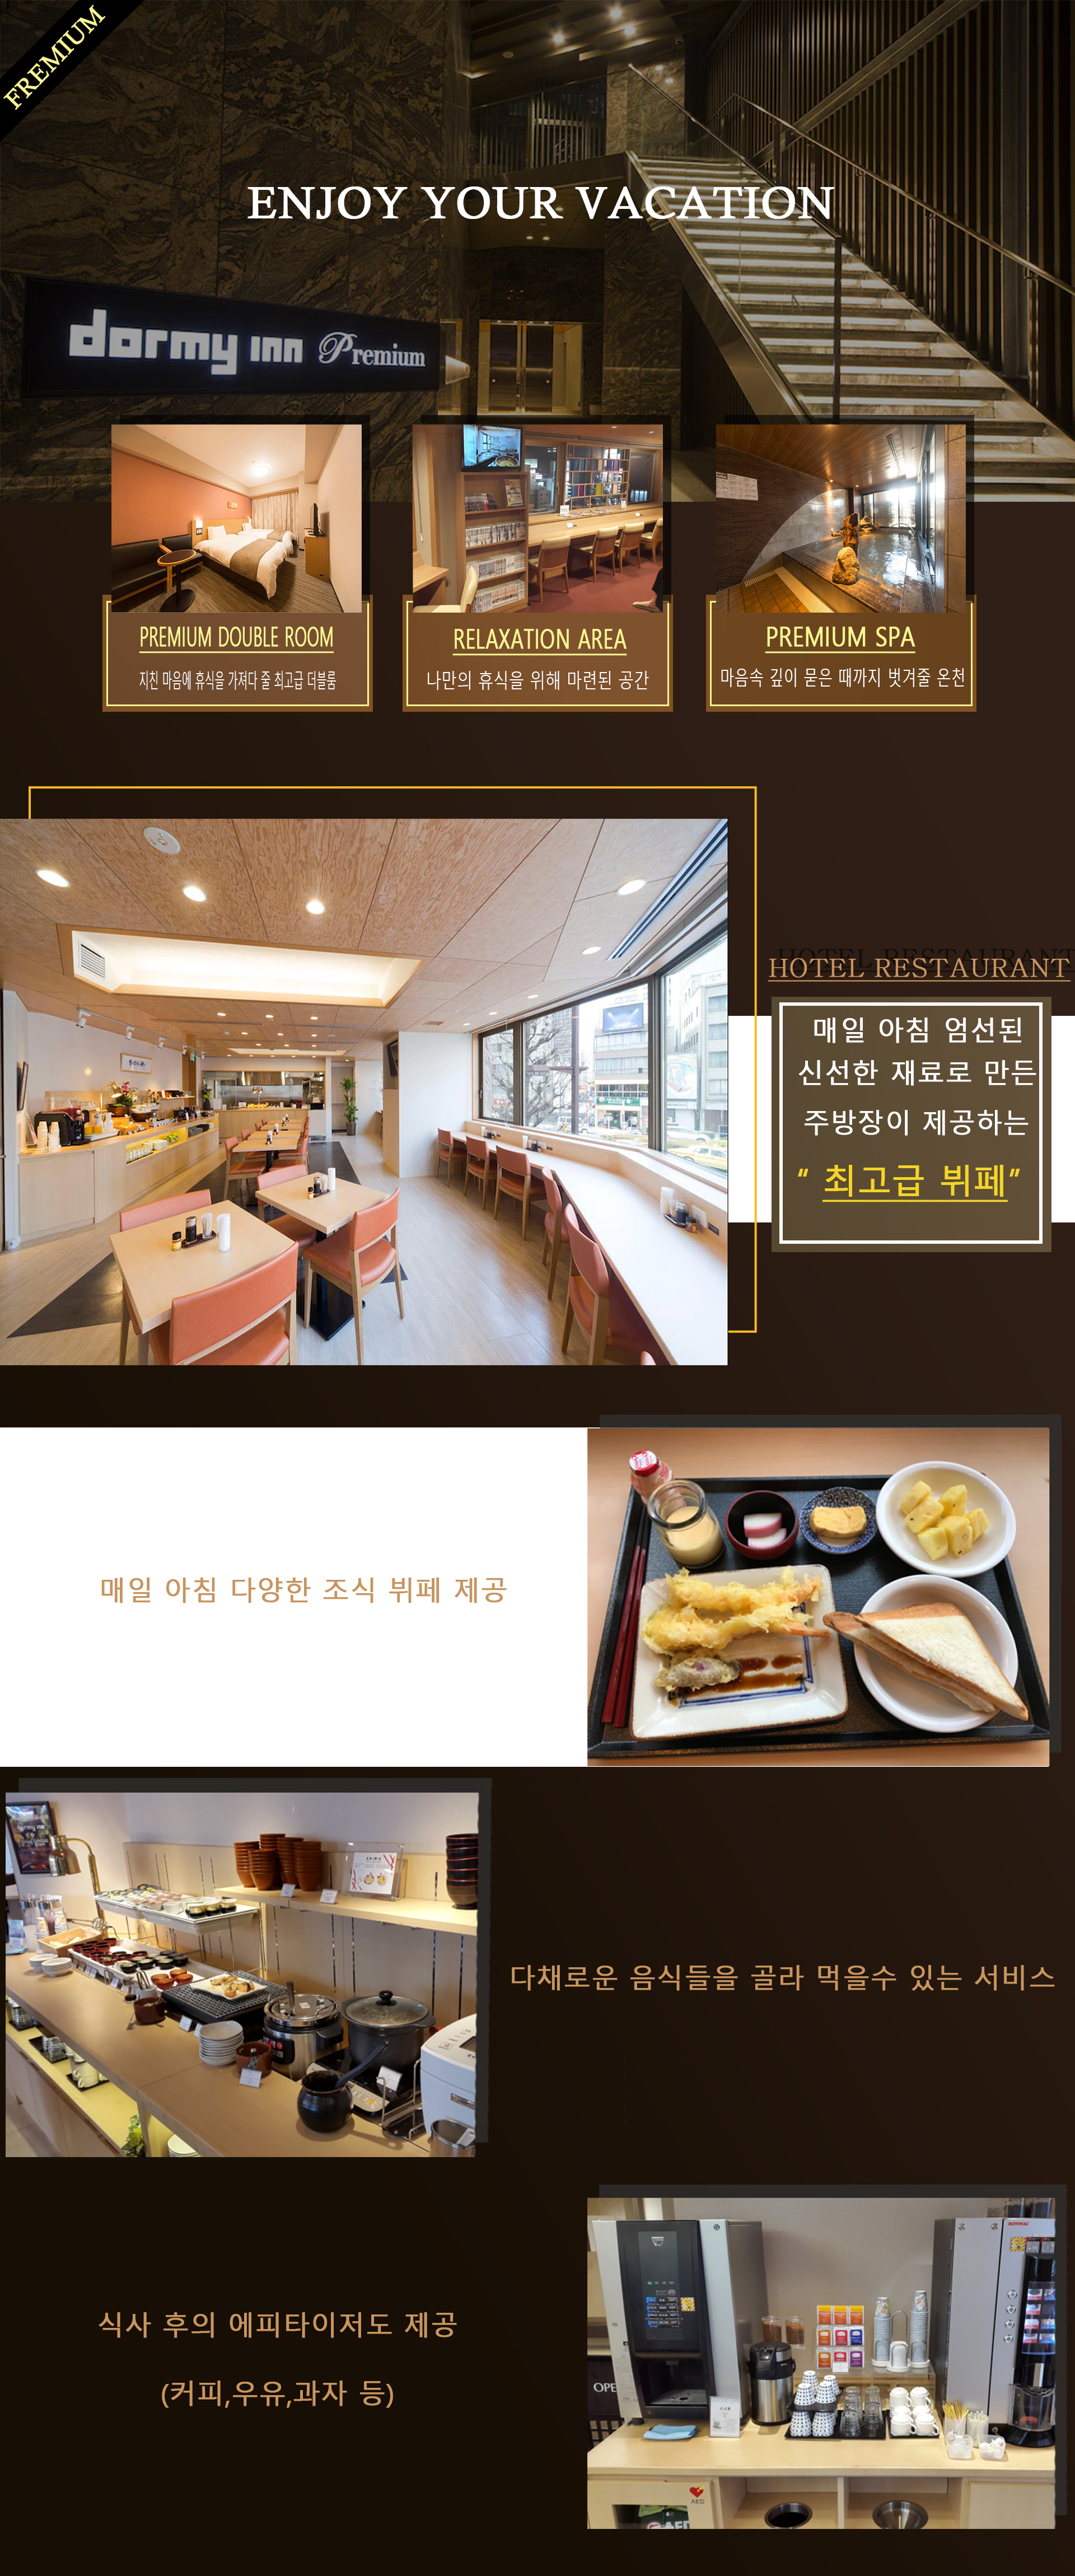 FREMIUM
ENJOY YOUR VACATION
dormy inn Premium
PREMIUM DOUBLE ROOM
지친 마음에 휴식을 가져다 줄 최고급 더블룸
RELAXATION AREA
나만의 휴식을 위해 마련된 공간
PREMIUM SPA
마음속 깊이 묻은 때까지 벗겨줄 온천
HOTEL RESTAURANT
매일 아침 엄선된
신선한 재료로 만든
주방장이 제공하는
“ 최고급 뷔페”
매일 아침 다양한 조식 뷔페 제공
다채로운 음식들을 골라 먹을수 있는 서비스
식사 후의 에피타이저도 제공
(커피,우유,과자 등)
OPE
AED